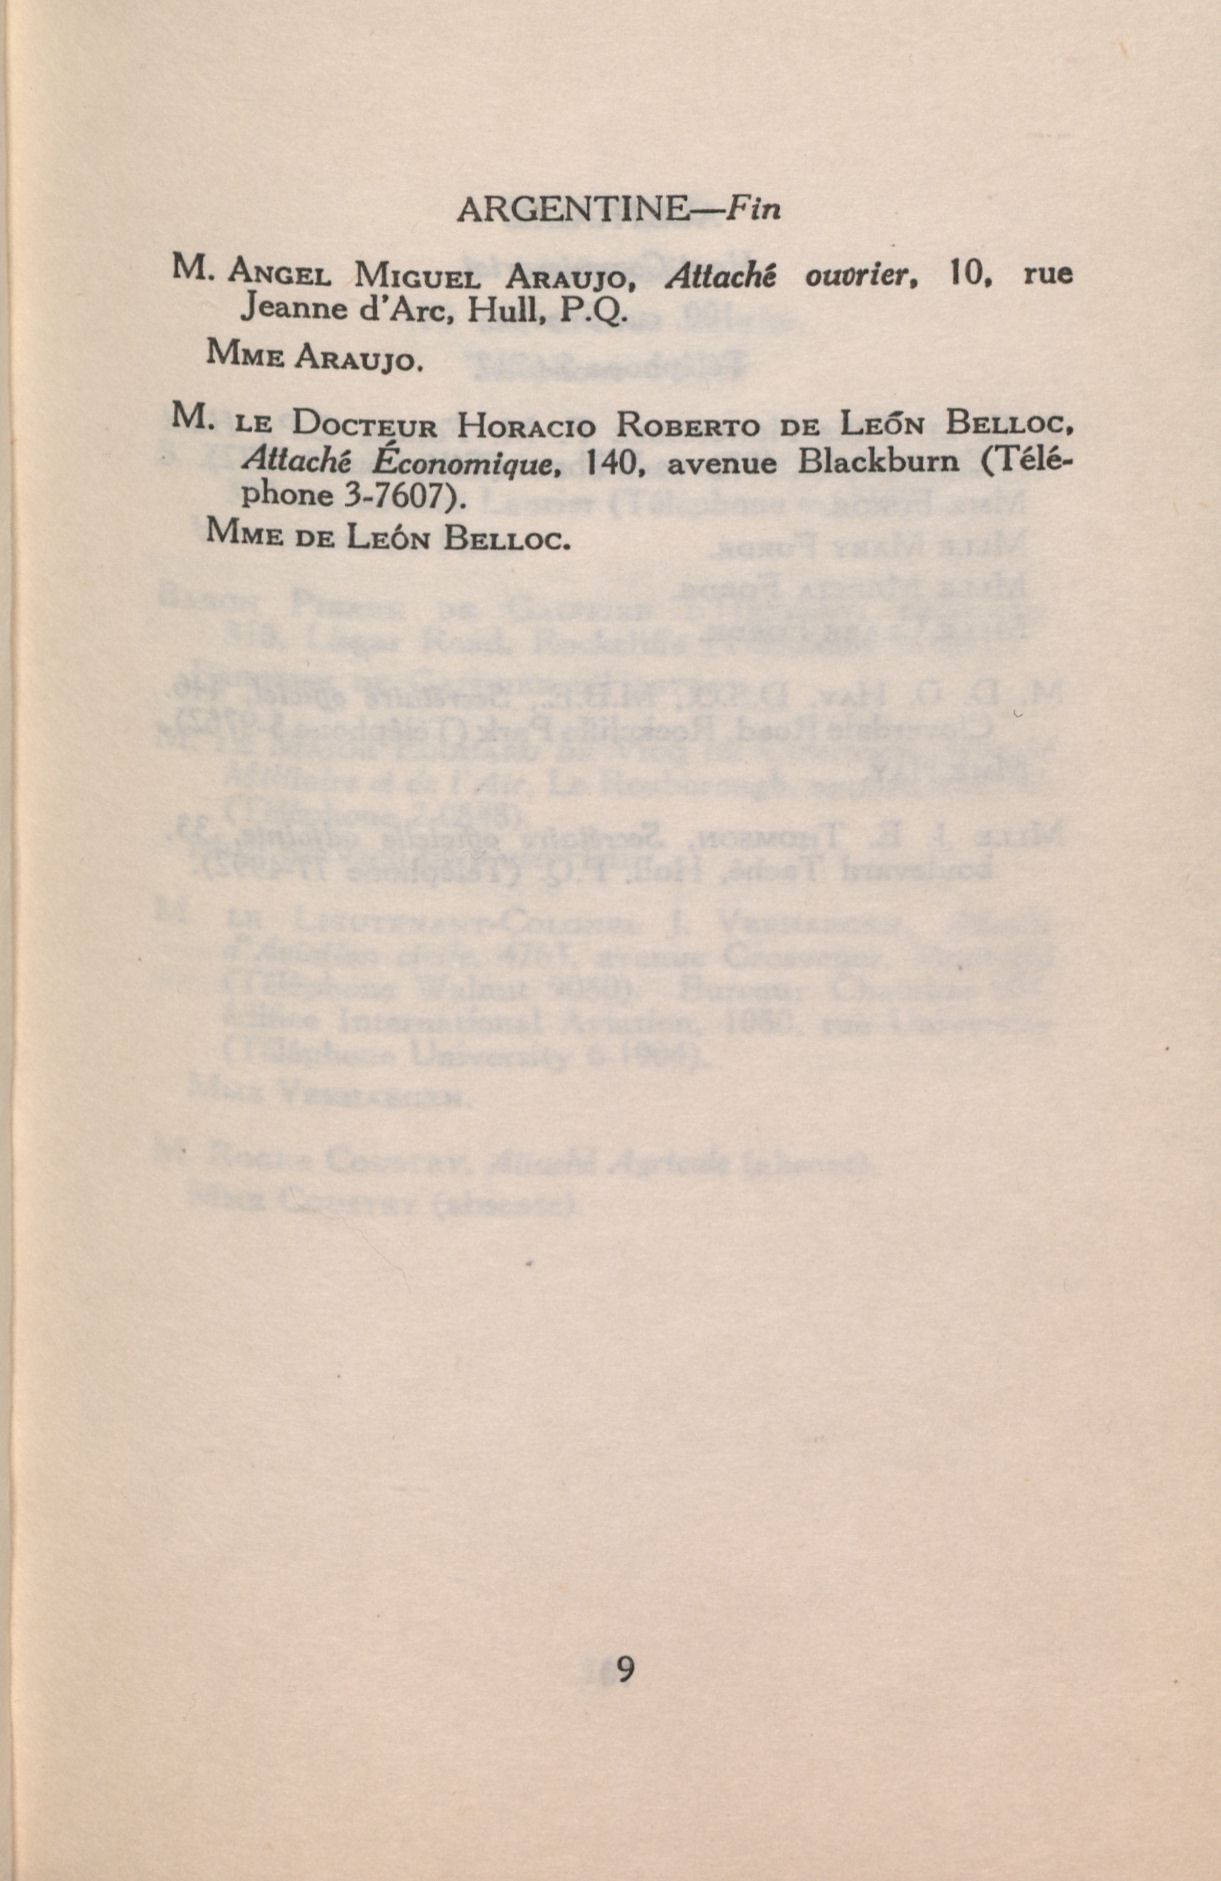 ARGENTINE—Fin
M. ANGEL MIGUEL ARAUJO, Attaché ouvrier, 10, rue
Jeanne d'Arc, Hull, P.Q.
MME ARAUJO.
M. LE DOCTEUR HORACIO ROBERTO DE LEÓN BELLOC,
Attaché Économique, 140, avenue Blackburn (Télé-
phone 3-7607).
MME DE LEÓN BELLOC.
9